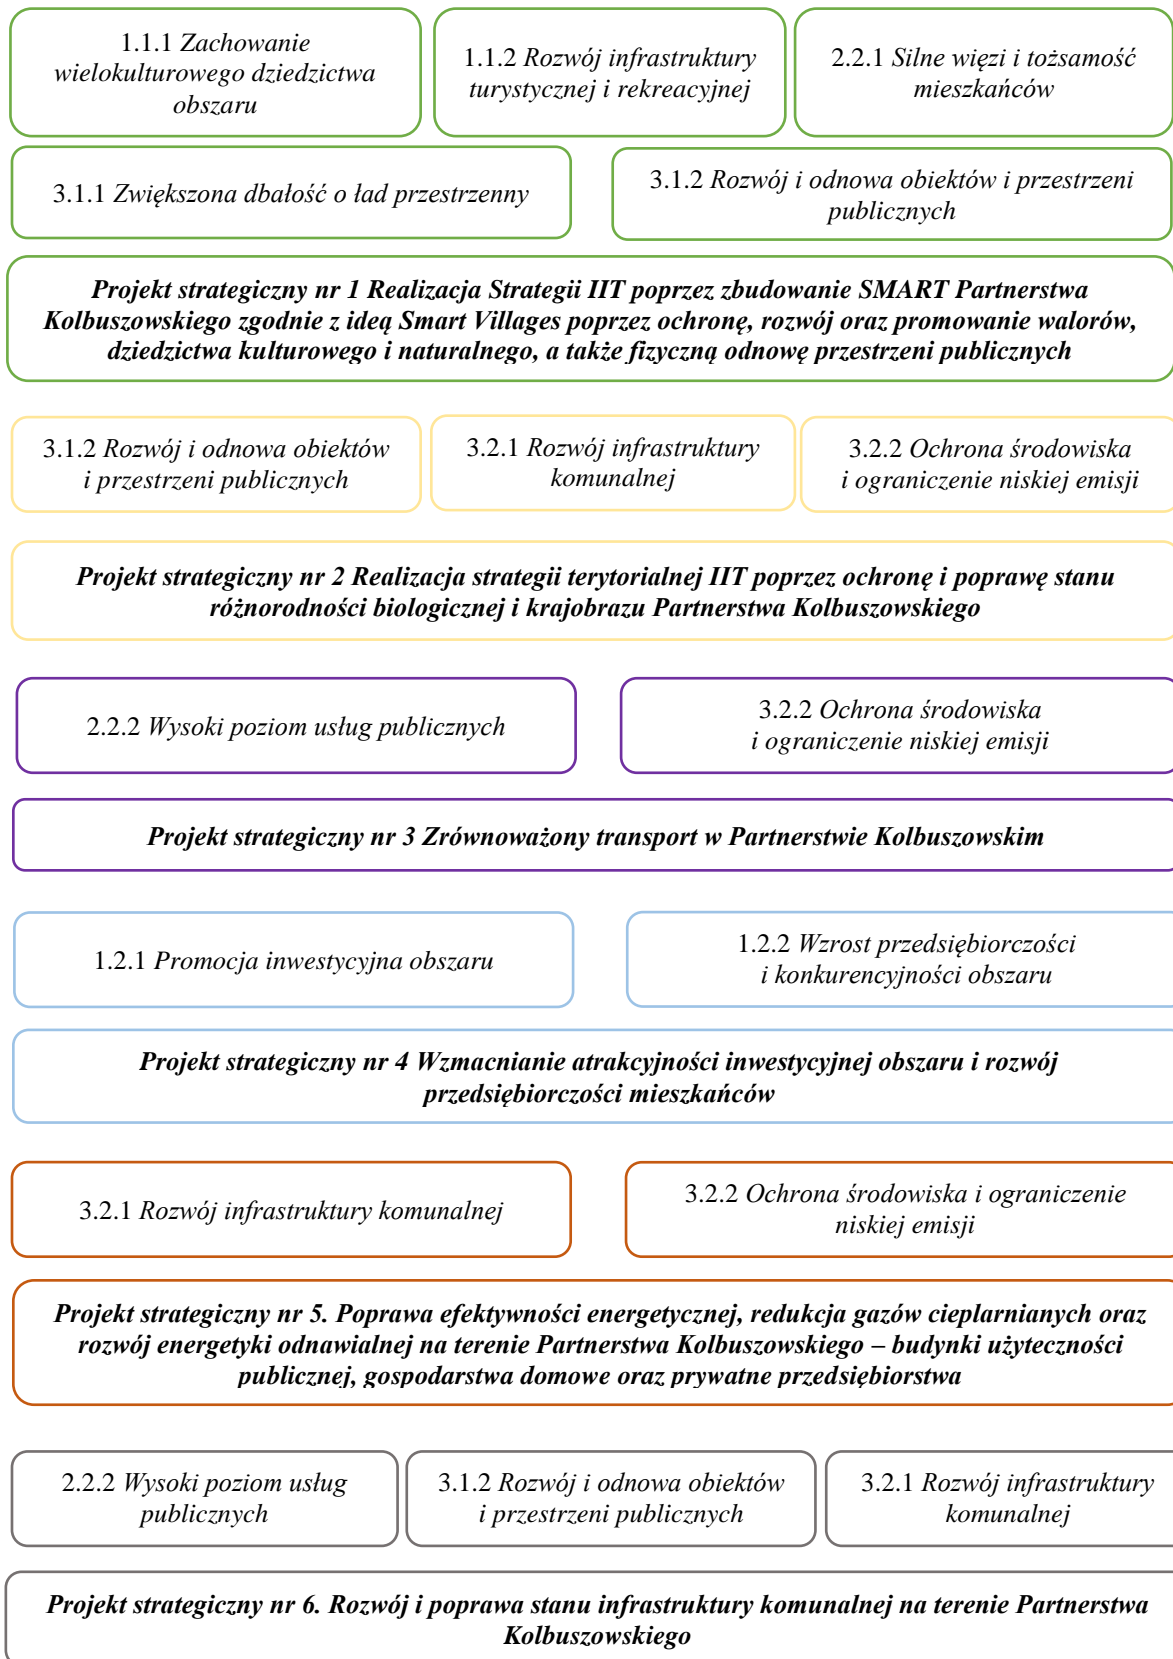 1.1.1 Zachowanie
wielokulturowego dziedzictwa
obszaru
1.1.2 Rozwój infrastruktury
turystycznej i rekreacyjnej
2.2.1 Silne więzi i tożsamość
mieszkańców
3.1.1 Zwiększona dbałość o ład przestrzenny
3.1.2 Rozwój i odnowa obiektów i przestrzeni
publicznych
Projekt strategiczny nr 1 Realizacja Strategii IIT poprzez zbudowanie SMART Partnerstwa
Kolbuszowskiego zgodnie z ideą Smart Villages poprzez ochronę, rozwój oraz promowanie walorów,
dziedzictwa kulturowego i naturalnego, a także fizyczną odnowę przestrzeni publicznych
3.1.2 Rozwój i odnowa obiektów
i przestrzeni publicznych
3.2.1 Rozwój infrastruktury
komunalnej
3.2.2 Ochrona środowiska
i ograniczenie niskiej emisji
Projekt strategiczny nr 2 Realizacja strategii terytorialnej IIT poprzez ochronę i poprawę stanu
różnorodności biologicznej i krajobrazu Partnerstwa Kolbuszowskiego
2.2.2 Wysoki poziom usług publicznych
3.2.2 Ochrona środowiska
i ograniczenie niskiej emisji
Projekt strategiczny nr 3 Zrównoważony transport w Partnerstwie Kolbuszowskim
1.2.1 Promocja inwestycyjna obszaru
1.2.2 Wzrost przedsiębiorczości
i konkurencyjności obszaru
Projekt strategiczny nr 4 Wzmacnianie atrakcyjności inwestycyjnej obszaru i rozwój
przedsiębiorczości mieszkańców
3.2.1 Rozwój infrastruktury komunalnej
3.2.2 Ochrona środowiska i ograniczenie
niskiej emisji
Projekt strategiczny nr 5. Poprawa efektywności energetycznej, redukcja gazów cieplarnianych oraz
rozwój energetyki odnawialnej na terenie Partnerstwa Kolbuszowskiego – budynki użyteczności
publicznej, gospodarstwa domowe oraz prywatne przedsiębiorstwa
2.2.2 Wysoki poziom usług
publicznych
3.1.2 Rozwój i odnowa obiektów
i przestrzeni publicznych
3.2.1 Rozwój infrastruktury
komunalnej
Projekt strategiczny nr 6. Rozwój i poprawa stanu infrastruktury komunalnej na terenie Partnerstwa
Kolbuszowskiego